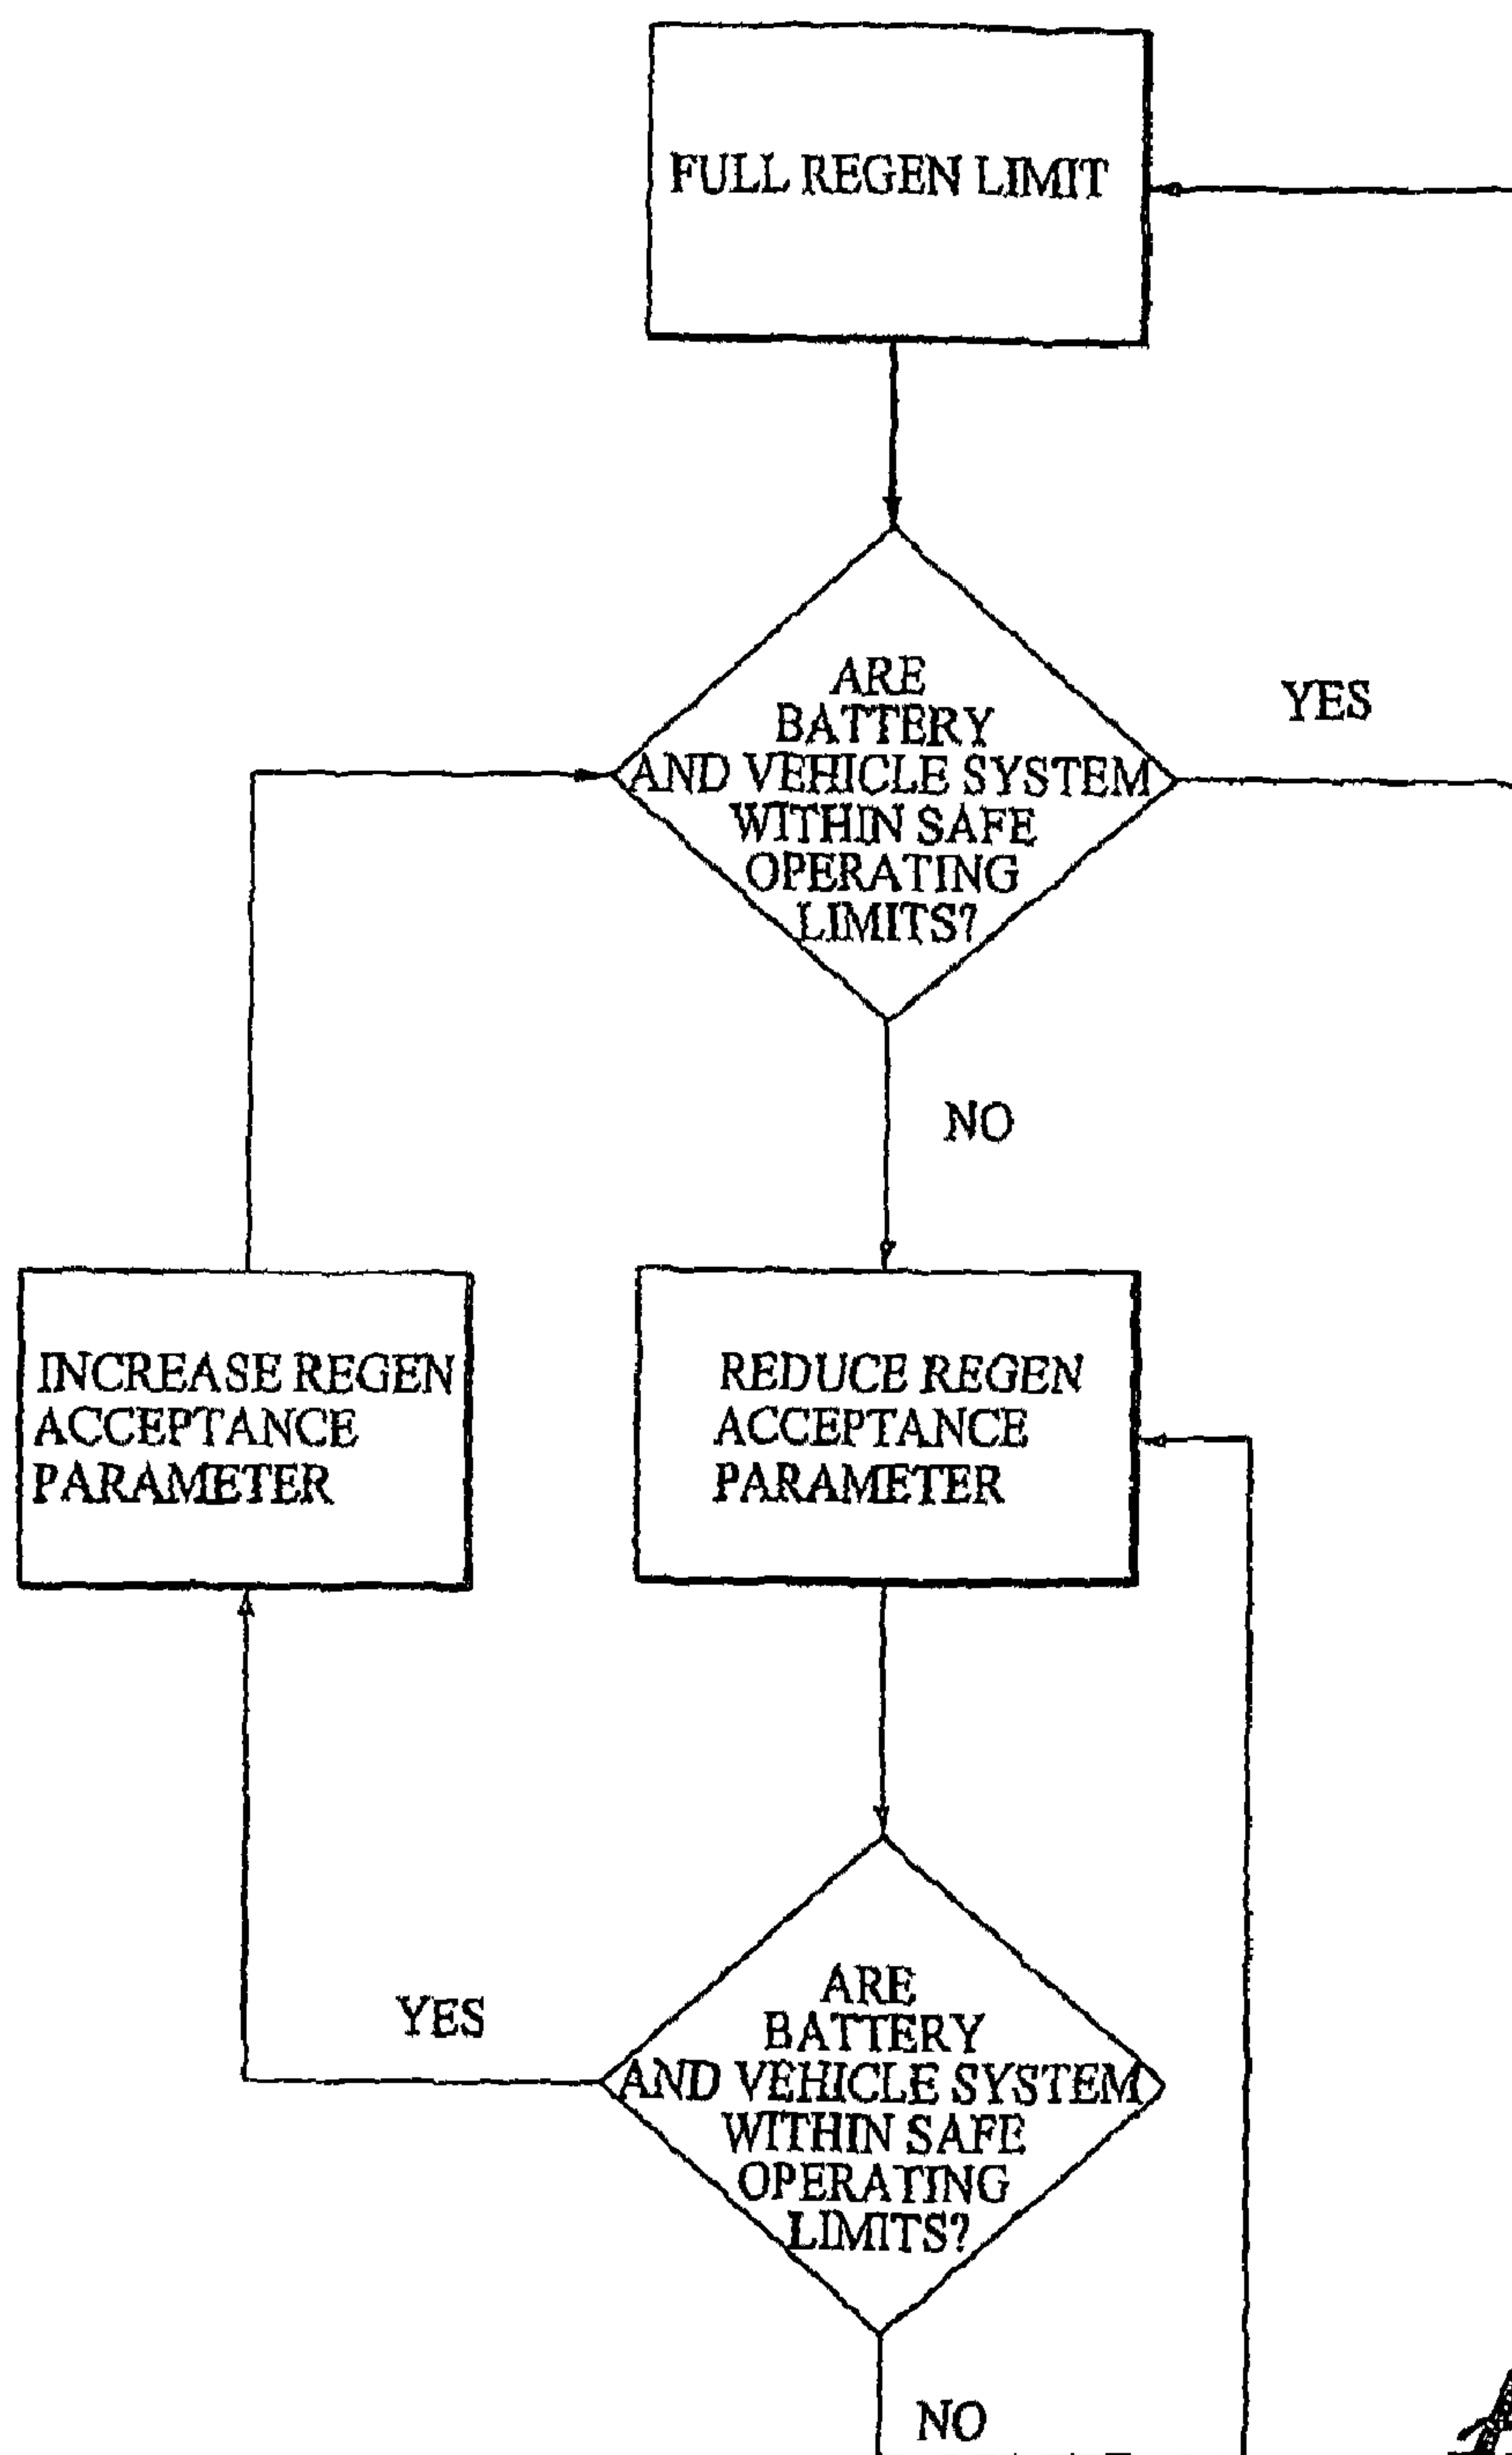 FULL REGEN LIMIT
ARE
BATTERY
AND VEHICLE SYSTEM
WITHIN SAFE
OPERATING
LIMITS?
YES
NO
INCREASE REGEN
ACCEPTANCE
PARAMETER
REDUCE REGEN
ACCEPTANCE
PARAMETER
YES
ARE
BATTERY
AND VEHICLE SYSTEM
WITHIN SAFE
OPERATING
LIMITS?
NO